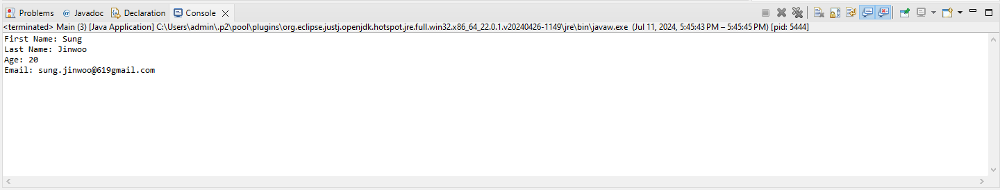 Problems @ Javadoc Declaration Console
<terminated> Main (3) [Java Application] C:\Users\admin\.p2\pool\plugins\org.eclipse.justj.openjdk.hotspot.jre.full.win32.x86_64_22.0.1.v20240426-1149\jre\bin\javaw.exe (Jul 11, 2024, 5:45:43 PM – 5:45:45 PM) [pid: 5444]
First Name: Sung
Last Name: Jinwoo
Age: 20
Email: sung.jinwoo@619gmail.com